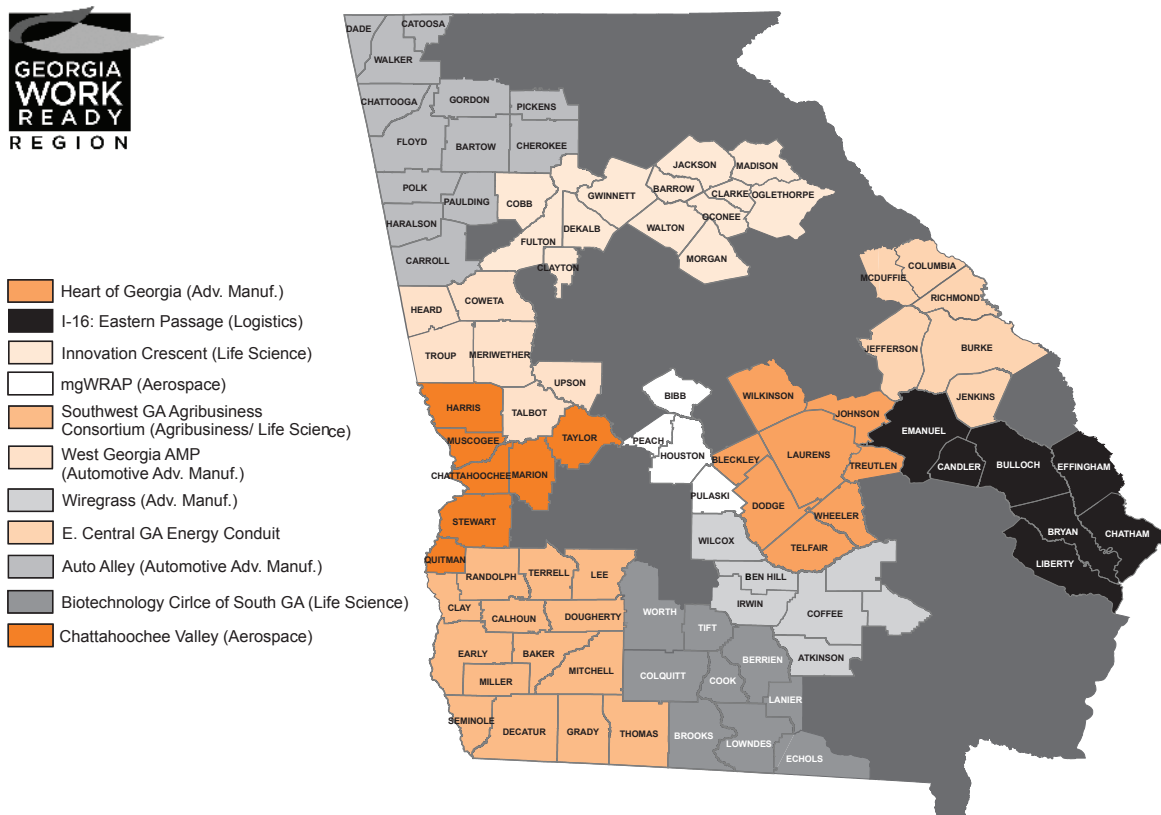 GEORGIA
WORK
READY
REGION
Heart of Georgia (Adv. Manuf.)
I-16: Eastern Passage (Logistics)
Innovation Crescent (Life Science)
mgWRAP (Aerospace)
Southwest GA Agribusiness
Consortium (Agribusiness/ Life Science)
West Georgia AMP
(Automotive Adv. Manuf.)
Wiregrass (Adv. Manuf.)
E. Central GA Energy Conduit
Auto Alley (Automotive Adv. Manuf.)
Biotechnology Cirlce of South GA (Life Science)
Chattahoochee Valley (Aerospace)
DADE
CATOOSA
WALKER
CHATTOOGA
GORDON
PICKENS
FLOYD
BARTOW
CHEROKEE
POLK
PAULDING
HARALSON
CARROLL
COBB
FULTON
DEKALB
CLAYTON
GWINNETT
JACKSON
MADISON
BARROW
CLARKE
OGLETHORPE
OCONEE
WALTON
MORGAN
HEARD
COWETA
TROUP
MERIWETHER
UPSON
TALBOT
MCDUFFIE
COLUMBIA
RICHMOND
JEFFERSON
BURKE
JENKINS
HARRIS
MUSCOGEE
TAYLOR
CHATTAHOOCHEE
MARION
STEWART
QUITMAN
BIBB
PEACH
HOUSTON
PULASKI
WILKINSON
JOHNSON
BLECKLEY
LAURENS
TREUTLEN
DODGE
WHEELER
TELFAIR
EMANUEL
CANDLER
BULLOCH
EFFINGHAM
BRYAN
CHATHAM
LIBERTY
WILCOX
BEN HILL
IRWIN
COFFEE
ATKINSON
RANDOLPH
TERRELL
LEE
CLAY
CALHOUN
DOUGHERTY
EARLY
BAKER
MITCHELL
MILLER
SEMINOLE
DECATUR
GRADY
THOMAS
WORTH
TIFT
BERRIEN
COLQUITT
COOK
LANIER
BROOKS
LOWNDES
ECHOLS